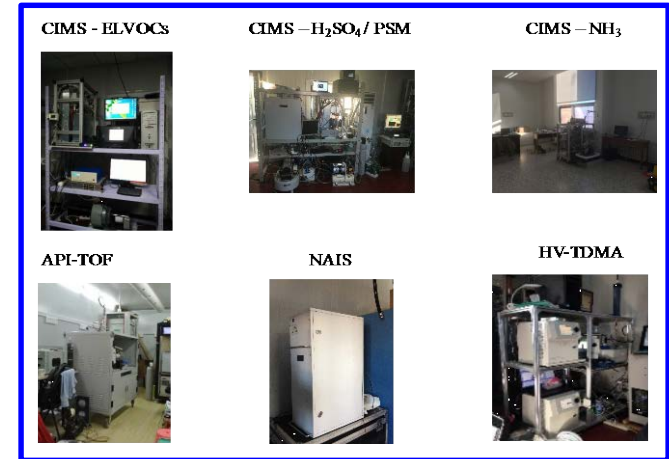 CIMS - ELVOCs
CIMS – H₂SO₄ / PSM
CIMS – NH₃
API-TOF
NAIS
HV-TDMA